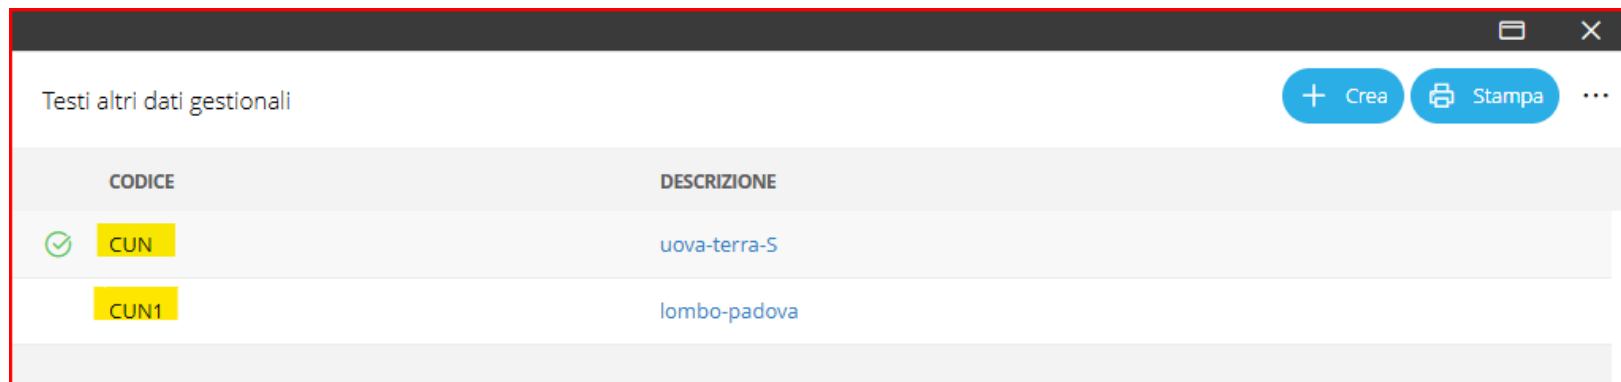 Testi altri dati gestionali
Crea
Stampa
CODICE DESCRIZIONE
CUN uova-terra-S
CUN1 lombo-padova